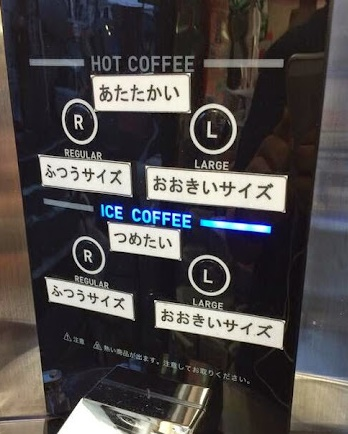 HOT COFFEE
あたたかい
R L
REGULAR LARGE
ふつうサイズ おおきいサイズ
ICE COFFEE
つめたい
R L
REGULAR LARGE
ふつうサイズ おおきいサイズ
注意 熱い商品が出ます。注意してお取りください。